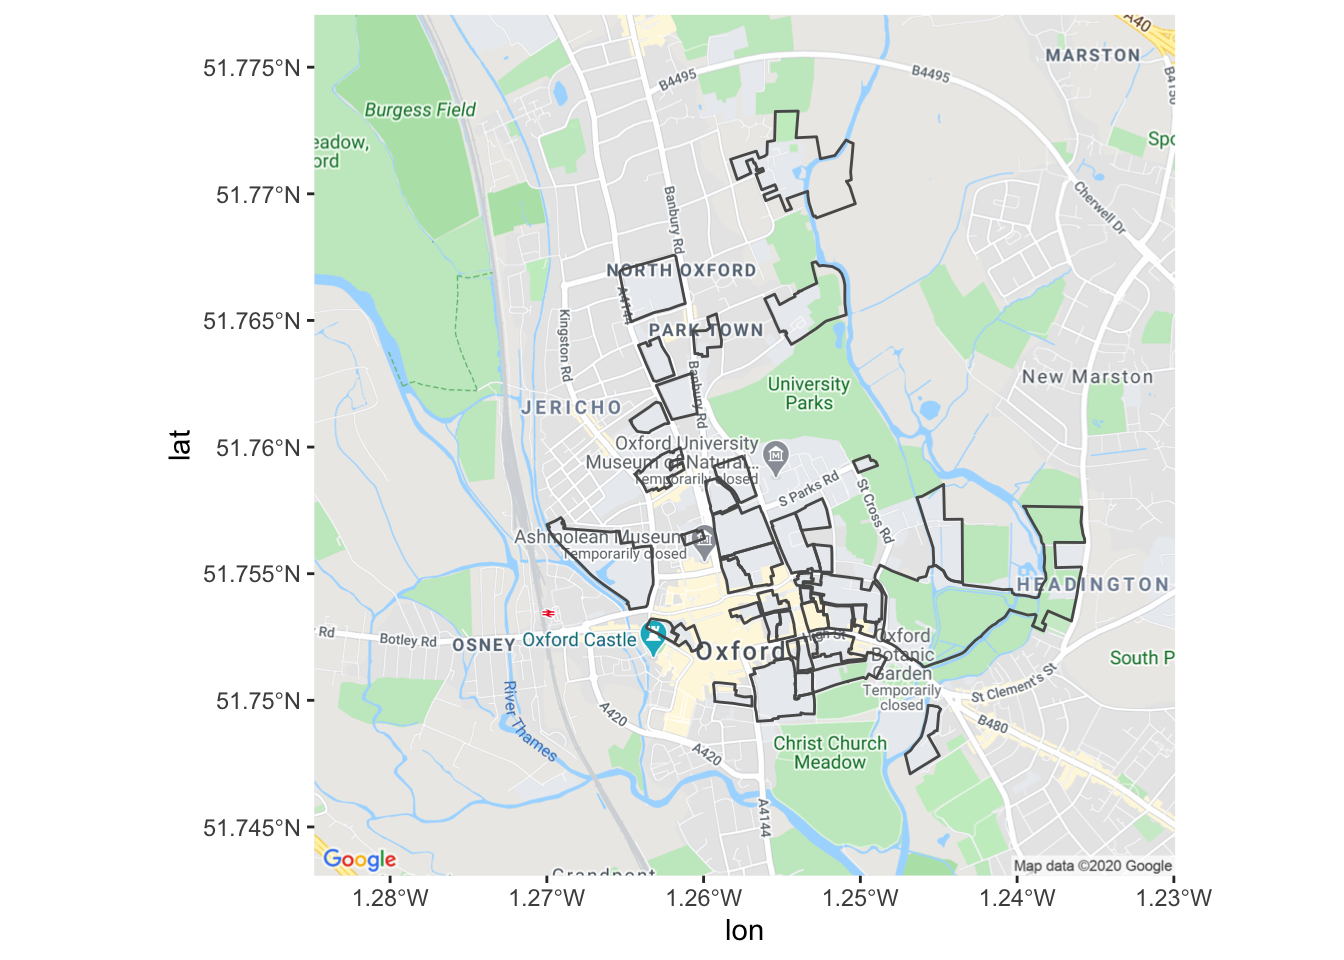 A40
MARSTON
51.775°N
B4495
B4495
Burgess Field
eadow,
ord
Spo
51.77°N
Cherwell Dr
Banbury Rd
NORTH OXFORD
A4144
51.765°N
PARK TOWN
Kingston Rd
Banbury Rd
University
Parks
New Marston
JERICHO
51.76°N
lat
Oxford University
Museum of Natural...
Temporarily closed
S Parks Rd
St Cross Rd
Ashmolean Museum
Temporarily closed
51.755°N
HEADINGTON
Rd
Botley Rd
OSNEY
Oxford Castle
Oxford
High St
Oxford
Botanic
Garden
Temporarily
closed
South P
St Clement's St
51.75°N
River Thames
A420
A420
B480
Christ Church
Meadow
A4144
51.745°N
Google
Grandpont
Map data ©2020 Google
1.28°W
1.27°W
1.26°W
1.25°W
1.24°W
1.23°W
lon